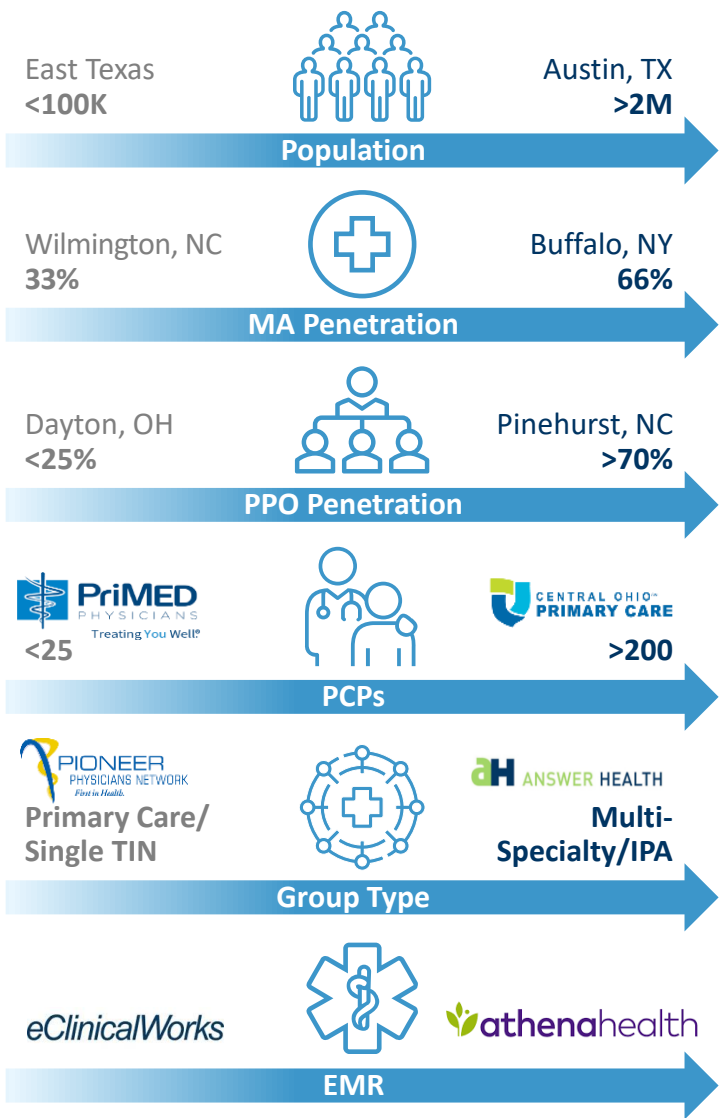 East Texas
<100K
Austin, TX
>2M
Population
Wilmington, NC
33%
Buffalo, NY
66%
MA Penetration
Dayton, OH
<25%
Pinehurst, NC
>70%
PPO Penetration
PriMED
PHYSICIANS
Treating You Well®
<25
CENTRAL OHIO™
PRIMARY CARE
>200
PCPs
PIONEER
PHYSICIANS NETWORK
First in Health.
Primary Care/
Single TIN
aH ANSWER HEALTH
Multi-
Specialty/IPA
Group Type
eClinicalWorks
athenahealth
EMR